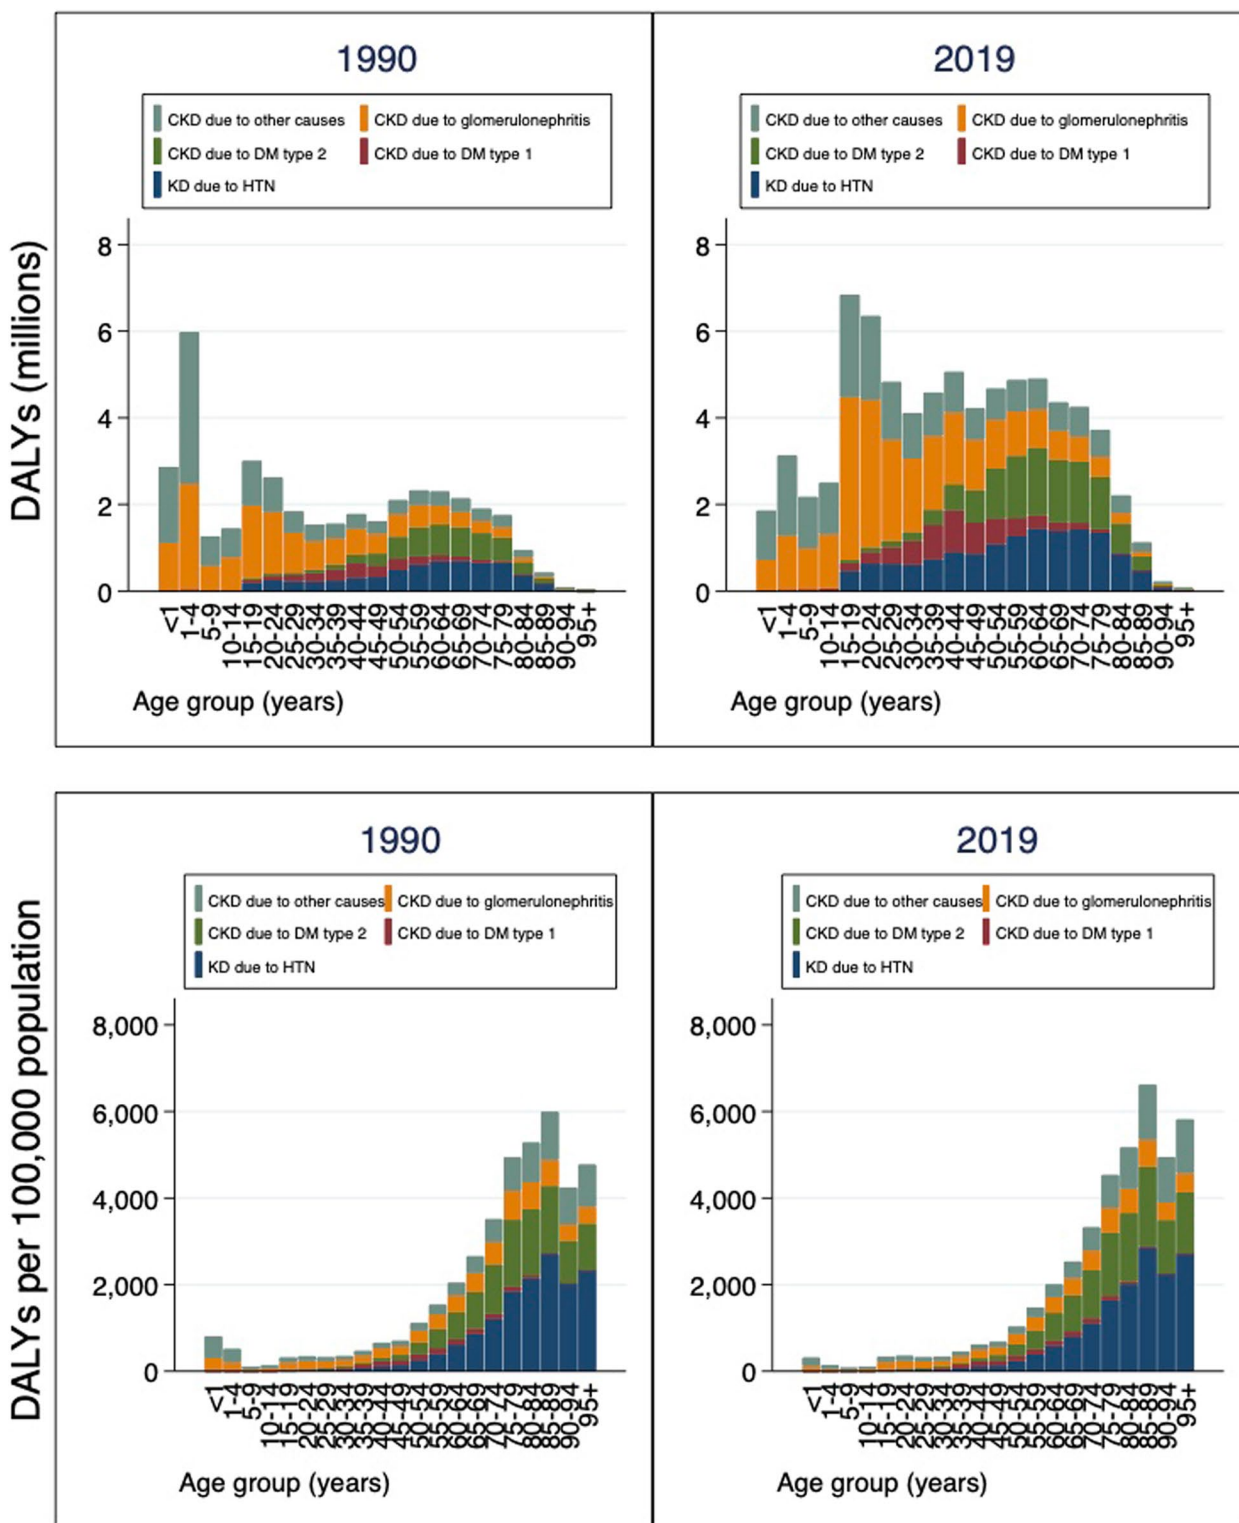 1990
CKD due to other causes CKD due to glomerulonephritis
CKD due to DM type 2 CKD due to DM type 1
KD due to HTN
DALYs (millions)
8
6
4
2
0
<1 1-4 5-9 10-14 15-19 20-24 25-29 30-34 35-39 40-44 45-49 50-54 55-59 60-64 65-69 70-74 75-79 80-84 85-89 90-94 95+
Age group (years)
2019
CKD due to other causes CKD due to glomerulonephritis
CKD due to DM type 2 CKD due to DM type 1
KD due to HTN
8
6
4
2
0
<1 1-4 5-9 10-14 15-19 20-24 25-29 30-34 35-39 40-44 45-49 50-54 55-59 60-64 65-69 70-74 75-79 80-84 85-89 90-94 95+
Age group (years)
1990
CKD due to other causes CKD due to glomerulonephritis
CKD due to DM type 2 CKD due to DM type 1
KD due to HTN
DALYs per 100,000 population
8,000
6,000
4,000
2,000
0
<1 1-4 5-9 10-14 15-19 20-24 25-29 30-34 35-39 40-44 45-49 50-54 55-59 60-64 65-69 70-74 75-79 80-84 85-89 90-94 95+
Age group (years)
2019
CKD due to other causes CKD due to glomerulonephritis
CKD due to DM type 2 CKD due to DM type 1
KD due to HTN
8,000
6,000
4,000
2,000
0
<1 1-4 5-9 10-14 15-19 20-24 25-29 30-34 35-39 40-44 45-49 50-54 55-59 60-64 65-69 70-74 75-79 80-84 85-89 90-94 95+
Age group (years)